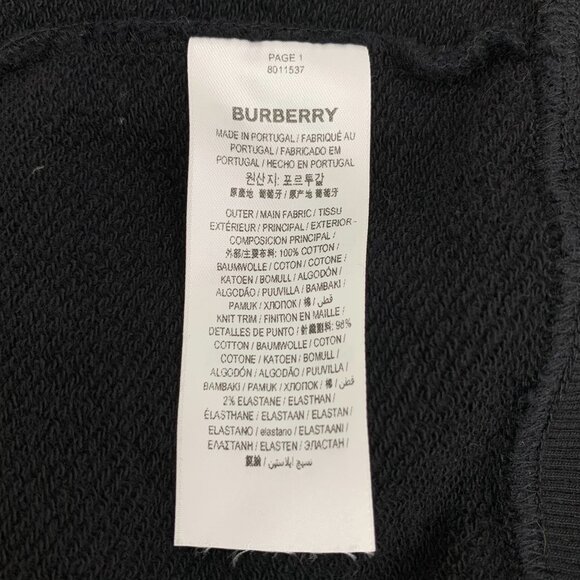 PAGE 1
8011537
BURBERRY
MADE IN PORTUGAL / FABRIQUÉ AU
PORTUGAL / FABRICADO EM
PORTUGAL / HECHO EN PORTUGAL
원산지: 포르투갈
原產地 葡萄牙 / 原产地 葡萄牙
OUTER / MAIN FABRIC / TISSU
EXTÉRIEUR / PRINCIPAL / EXTERIOR -
COMPOSICIÓN PRINCIPAL /
外部/主要布料: 100% COTTON /
BAUMWOLLE / COTON / COTONE /
KATOEN / BOMULL / ALGODÓN /
ALGODÃO / PUUVILLA / BAMBAKI /
PAMUK / ХЛОПОК / 棉 / قطن /
KNIT TRIM / FINITION EN MAILLE /
DETALLES DE PUNTO / 針織飾料: 98%
COTTON / BAUMWOLLE / COTON /
COTONE / KATOEN / BOMULL /
ALGODÓN / ALGODÃO / PUUVILLA /
BAMBAKI / PAMUK / ХЛОПОК / 棉 / قطن /
2% ELASTANE / ELASTHAN /
ÉLASTHANE / ELASTAAN / ELASTAN /
ELASTANO / elastano / ELASTAANI /
ΕΛΑΣΤΑΝΗ / ELASTEN / ЭЛАСТАН /
نسيج إيلاستين /